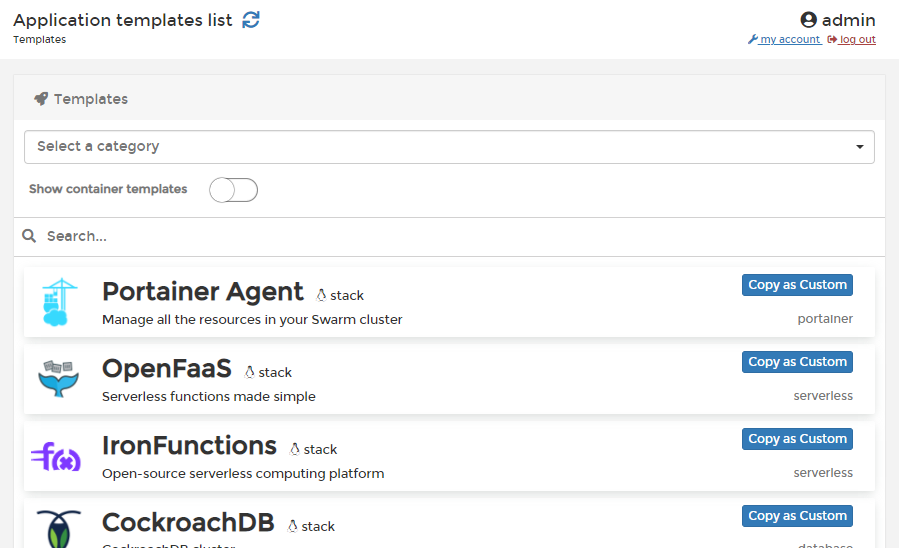 Application templates list
admin
Templates
my account
log out
Templates
Select a category
Show container templates
Search...
Portainer Agent stack
Copy as Custom
Manage all the resources in your Swarm cluster
portainer
OpenFaaS stack
Copy as Custom
Serverless functions made simple
serverless
f(x)
IronFunctions stack
Copy as Custom
Open-source serverless computing platform
serverless
CockroachDB stack
Copy as Custom
CockroachDB cluster
database